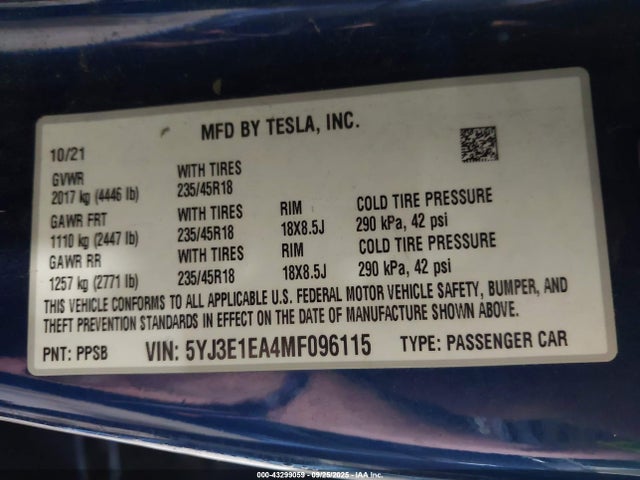 MFD BY TESLA, INC.
10/21
GVWR
2017 kg (4446 lb)
WITH TIRES
235/45R18
GAWR FRT
1110 kg (2447 lb)
WITH TIRES
235/45R18
RIM
18X8.5J
COLD TIRE PRESSURE
290 kPa, 42 psi
GAWR RR
1257 kg (2771 lb)
WITH TIRES
235/45R18
RIM
18X8.5J
COLD TIRE PRESSURE
290 kPa, 42 psi
THIS VEHICLE CONFORMS TO ALL APPLICABLE U.S. FEDERAL MOTOR VEHICLE SAFETY, BUMPER, AND
THEFT PREVENTION STANDARDS IN EFFECT ON THE DATE OF MANUFACTURE SHOWN ABOVE.
PNT: PPSB VIN: 5YJ3E1EA4MF096115 TYPE: PASSENGER CAR
000-43299059 - 09/25/2025 - IAA Inc.